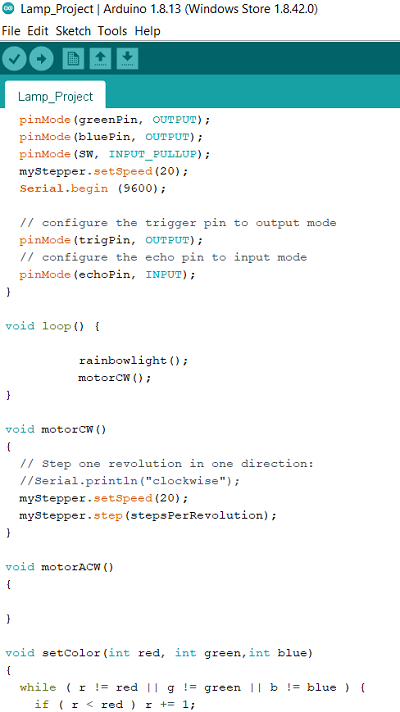 Lamp_Project | Arduino 1.8.13 (Windows Store 1.8.42.0)
File Edit Sketch Tools Help
Lamp_Project
pinMode(greenPin, OUTPUT);
pinMode(bluePin, OUTPUT);
pinMode(SW, INPUT_PULLUP);
myStepper.setSpeed(20);
Serial.begin (9600);
// configure the trigger pin to output mode
pinMode(trigPin, OUTPUT);
// configure the echo pin to input mode
pinMode(echoPin, INPUT);
}
void loop() {
rainbowlight();
motorCW();
}
void motorCW()
{
// Step one revolution in one direction:
//Serial.println("clockwise");
myStepper.setSpeed(20);
myStepper.step(stepsPerRevolution);
}
void motorACW()
{
}
void setColor(int red, int green,int blue)
{
while ( r != red || g != green || b != blue ) {
if ( r < red ) r += 1;